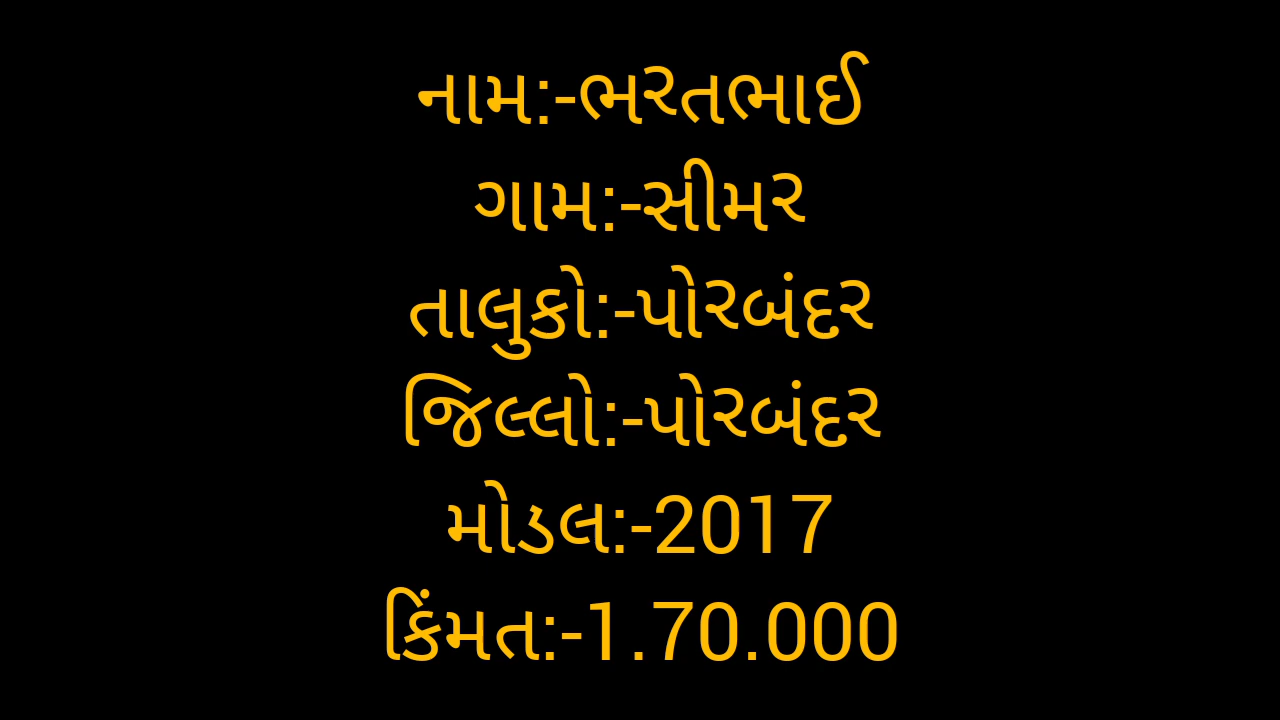 નામ:-ભરતભાઈ
ગામ:-સીમર
તાલુકો:-પોરબંદર
જિલ્લો:-પોરબંદર
મોડલ:-2017
કિંમત:-1.70.000